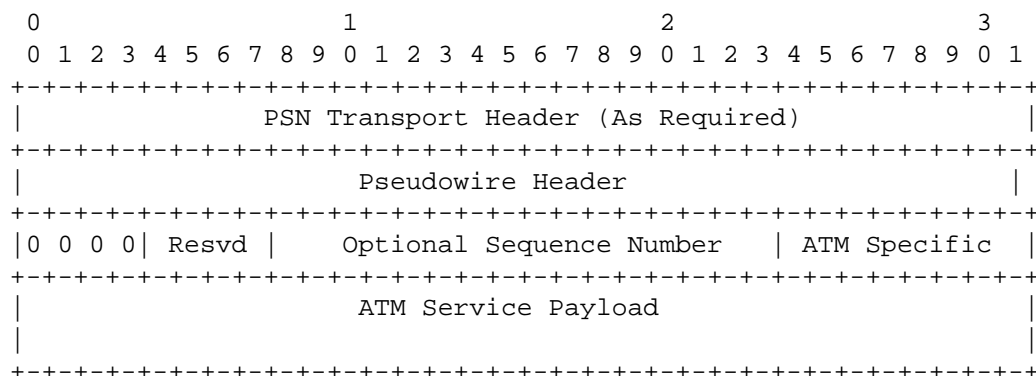 0                   1                   2                   3
 0 1 2 3 4 5 6 7 8 9 0 1 2 3 4 5 6 7 8 9 0 1 2 3 4 5 6 7 8 9 0 1
+-+-+-+-+-+-+-+-+-+-+-+-+-+-+-+-+-+-+-+-+-+-+-+-+-+-+-+-+-+-+-+-+
|               PSN Transport Header (As Required)              |
+-+-+-+-+-+-+-+-+-+-+-+-+-+-+-+-+-+-+-+-+-+-+-+-+-+-+-+-+-+-+-+-+
|                     Pseudowire Header                        |
+-+-+-+-+-+-+-+-+-+-+-+-+-+-+-+-+-+-+-+-+-+-+-+-+-+-+-+-+-+-+-+-+
|0 0 0 0| Resvd |    Optional Sequence Number   | ATM Specific  |
+-+-+-+-+-+-+-+-+-+-+-+-+-+-+-+-+-+-+-+-+-+-+-+-+-+-+-+-+-+-+-+-+
|                     ATM Service Payload                       |
|                                                               |
+-+-+-+-+-+-+-+-+-+-+-+-+-+-+-+-+-+-+-+-+-+-+-+-+-+-+-+-+-+-+-+-+